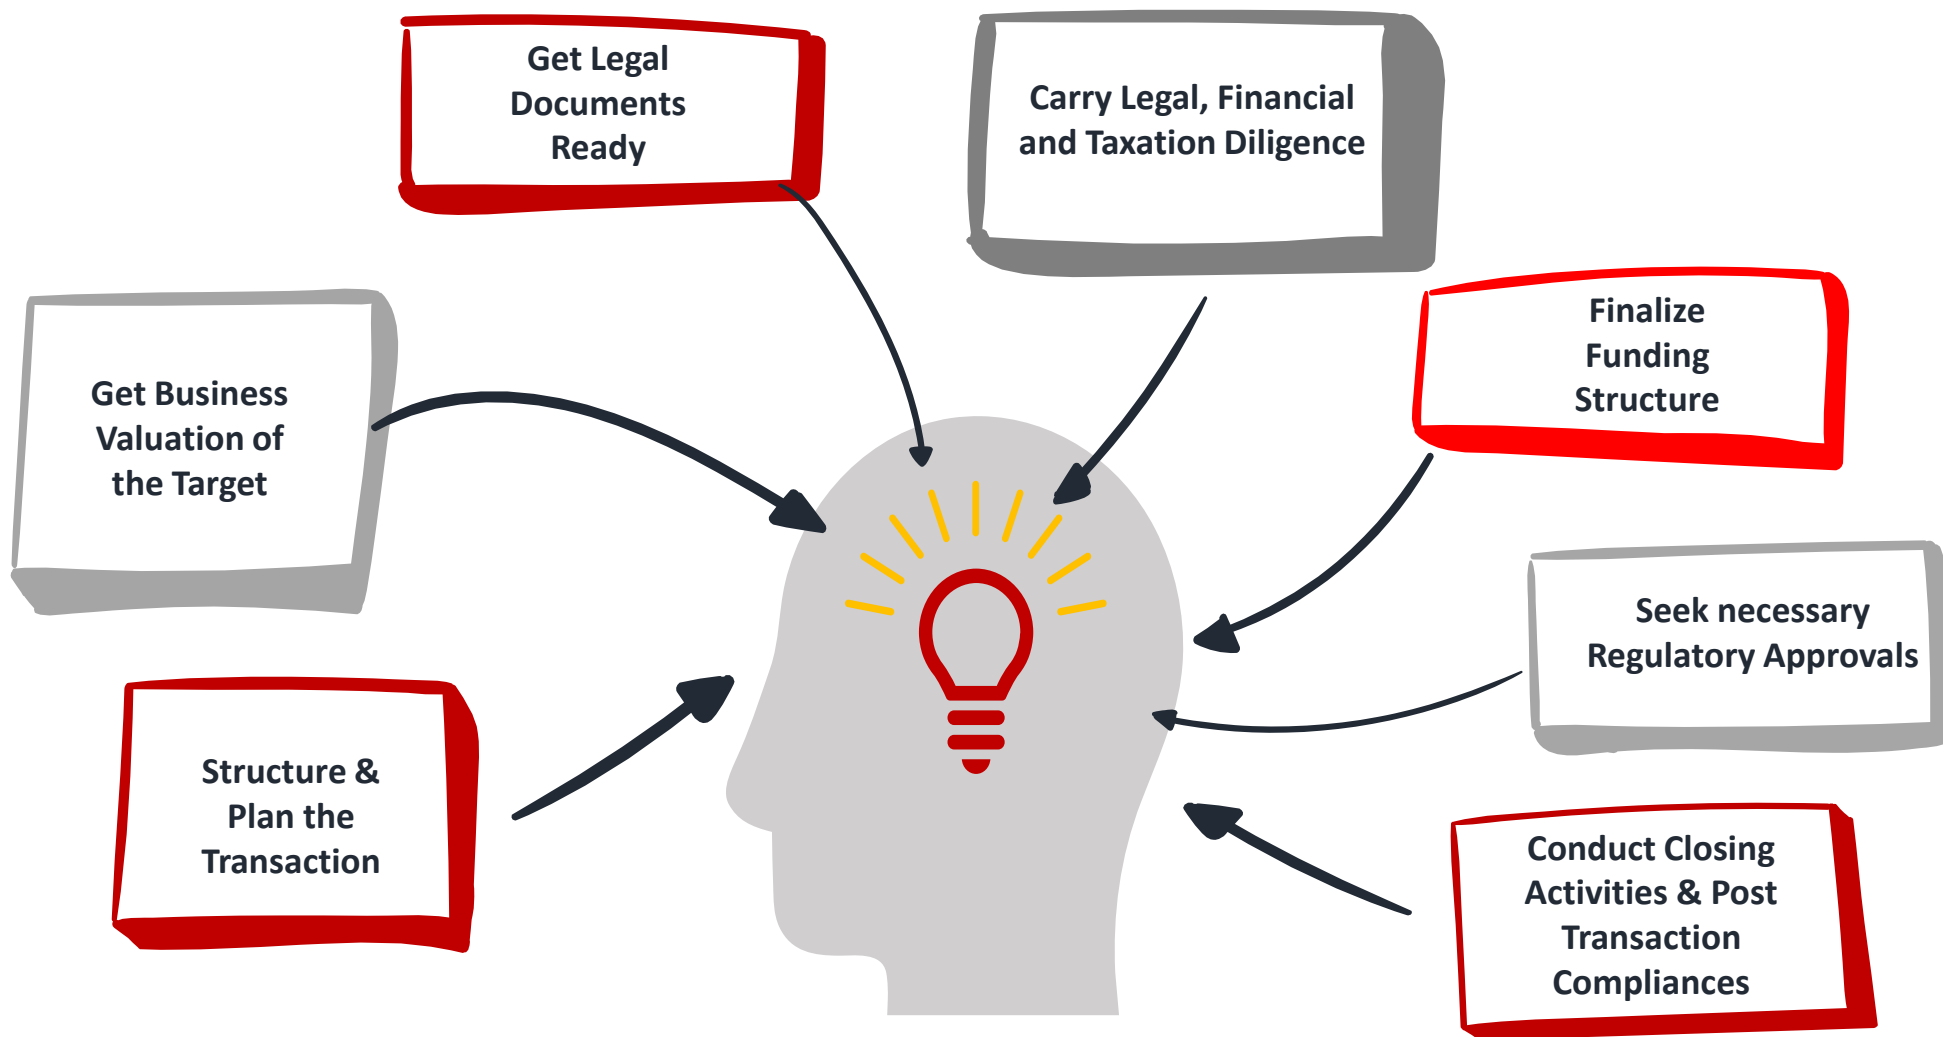 Get Legal
Documents
Ready
Carry Legal, Financial
and Taxation Diligence
Finalize
Funding
Structure
Get Business
Valuation of
the Target
Seek necessary
Regulatory Approvals
Structure &
Plan the
Transaction
Conduct Closing
Activities & Post
Transaction
Compliances